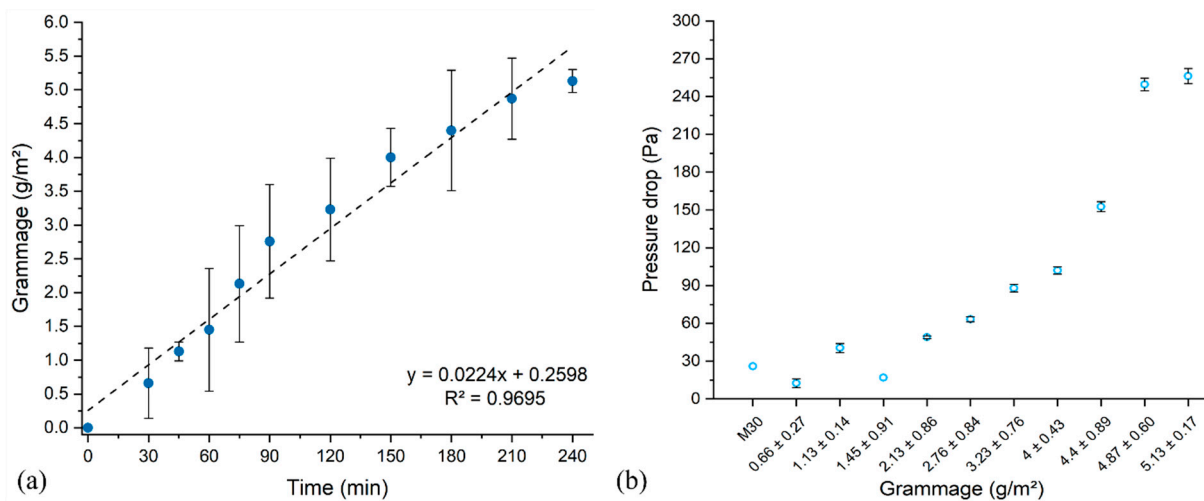 6.0
5.5
5.0
4.5
4.0
3.5
3.0
2.5
2.0
1.5
1.0
0.5
0.0
Grammage (g/m²)
y = 0.0224x + 0.2598
R² = 0.9695
0 30 60 90 120 150 180 210 240
Time (min)
(a)
300
270
240
210
180
150
120
90
60
30
0
Pressure drop (Pa)
M30
0.66 ± 0.27
1.13 ± 0.14
1.45 ± 0.91
2.13 ± 0.86
2.76 ± 0.84
3.23 ± 0.76
4 ± 0.43
4.4 ± 0.89
4.87 ± 0.60
5.13 ± 0.17
Grammage (g/m²)
(b)